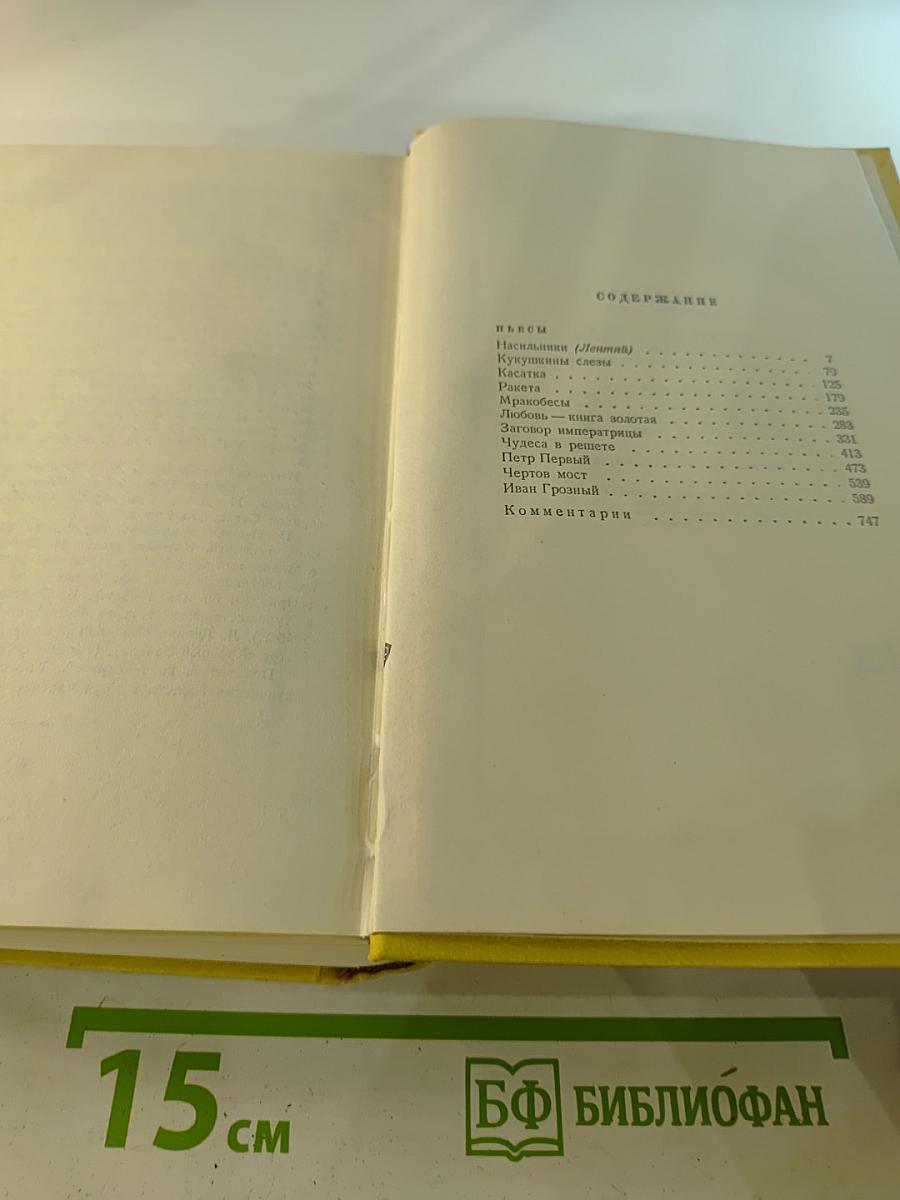 СОДЕРЖАНИЕ
ПЬЕСЫ
Насильники (Лентяй) . . . . . . . . . . 7
Кукушкины слезы . . . . . . . . . . . 79
Касатка . . . . . . . . . . . . . . . 125
Ракета . . . . . . . . . . . . . . . 179
Мракобесы . . . . . . . . . . . . . 235
Любовь — книга золотая . . . . . . . . 283
Заговор императрицы . . . . . . . . . 331
Чудеса в решете . . . . . . . . . . . 413
Петр Первый . . . . . . . . . . . . 473
Чертов мост . . . . . . . . . . . . 539
Иван Грозный . . . . . . . . . . . . 589
Комментарии . . . . . . . . . . . . 747
15 см
БФ БИБЛИОФАН